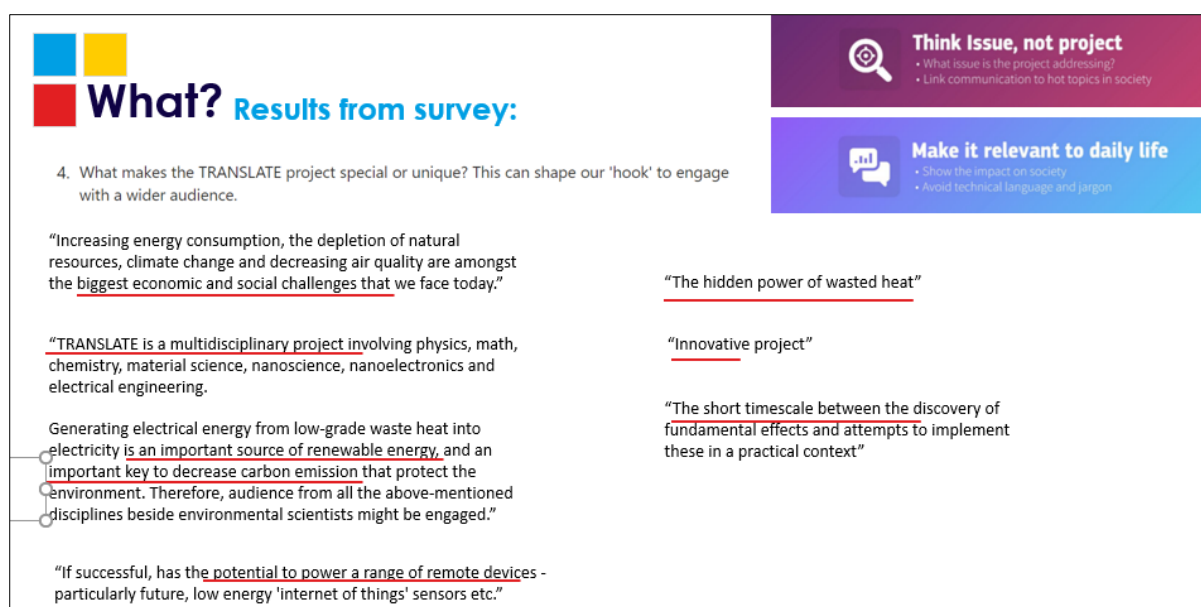 What? Results from survey:
Think Issue, not project
• What issue is the project addressing?
• Link communication to hot topics in society
Make it relevant to daily life
• Show the impact on society
• Avoid technical language and jargon
4. What makes the TRANSLATE project special or unique? This can shape our 'hook' to engage
with a wider audience.
“Increasing energy consumption, the depletion of natural
resources, climate change and decreasing air quality are amongst
the biggest economic and social challenges that we face today.”
“TRANSLATE is a multidisciplinary project involving physics, math,
chemistry, material science, nanoscience, nanoelectronics and
electrical engineering.
Generating electrical energy from low-grade waste heat into
electricity is an important source of renewable energy, and an
important key to decrease carbon emission that protect the
environment. Therefore, audience from all the above-mentioned
disciplines beside environmental scientists might be engaged.”
“If successful, has the potential to power a range of remote devices -
particularly future, low energy 'internet of things' sensors etc.”
“The hidden power of wasted heat”
“Innovative project”
“The short timescale between the discovery of
fundamental effects and attempts to implement
these in a practical context”